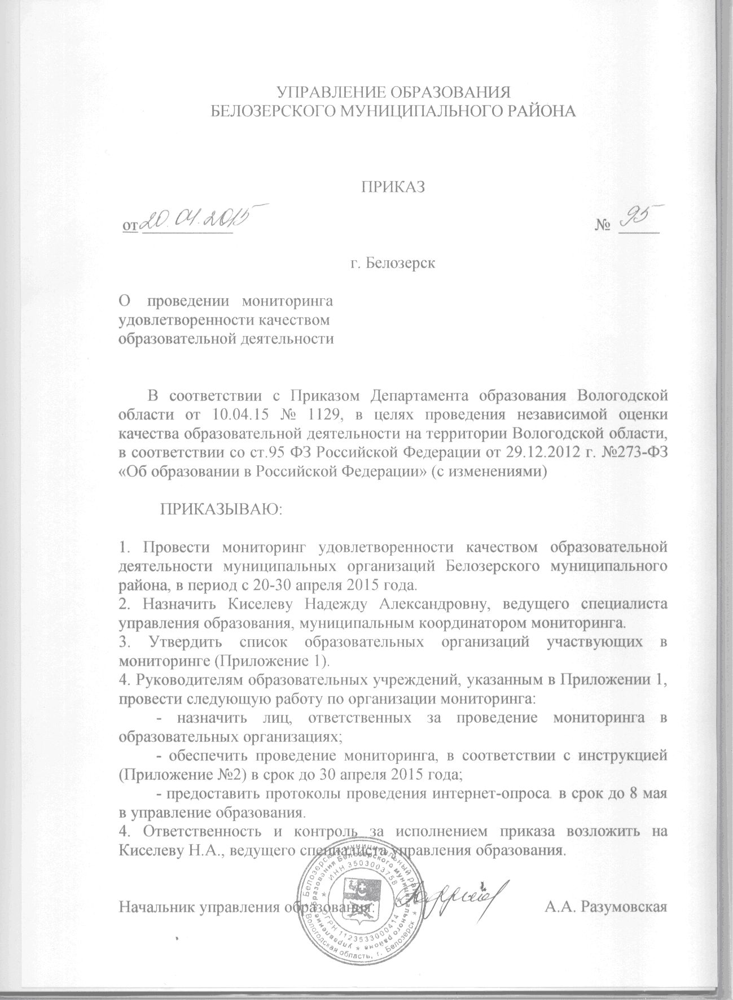 УПРАВЛЕНИЕ ОБРАЗОВАНИЯ
БЕЛОЗЕРСКОГО МУНИЦИПАЛЬНОГО РАЙОНА
ПРИКАЗ
от 20.04.2015 № 95
г. Белозерск
О проведении мониторинга
удовлетворенности качеством
образовательной деятельности
В соответствии с Приказом Департамента образования Вологодской
области от 10.04.15 № 1129, в целях проведения независимой оценки
качества образовательной деятельности на территории Вологодской области,
в соответствии со ст.95 ФЗ Российской Федерации от 29.12.2012 г. №273-ФЗ
«Об образовании в Российской Федерации» (с изменениями)
ПРИКАЗЫВАЮ:
1. Провести мониторинг удовлетворенности качеством образовательной
деятельности муниципальных организаций Белозерского муниципального
района, в период с 20-30 апреля 2015 года.
2. Назначить Киселеву Надежду Александровну, ведущего специалиста
управления образования, муниципальным координатором мониторинга.
3. Утвердить список образовательных организаций участвующих в
мониторинге (Приложение 1).
4. Руководителям образовательных учреждений, указанным в Приложении 1,
провести следующую работу по организации мониторинга:
- назначить лиц, ответственных за проведение мониторинга в
образовательных организациях;
- обеспечить проведение мониторинга, в соответствии с инструкцией
(Приложение №2) в срок до 30 апреля 2015 года;
- предоставить протоколы проведения интернет-опроса в срок до 8 мая
в управление образования.
4. Ответственность и контроль за исполнением приказа возложить на
Киселеву Н.А., ведущего специалиста управления образования.
Начальник управления образования: А.А. Разумовская
Белозерский муниципальный район
★ Вологодская область, г. Белозерск ★
Управление образования Белозерского муниципального района ★
ИНН 3503003758
★ ОГРН 1123533000414 ★